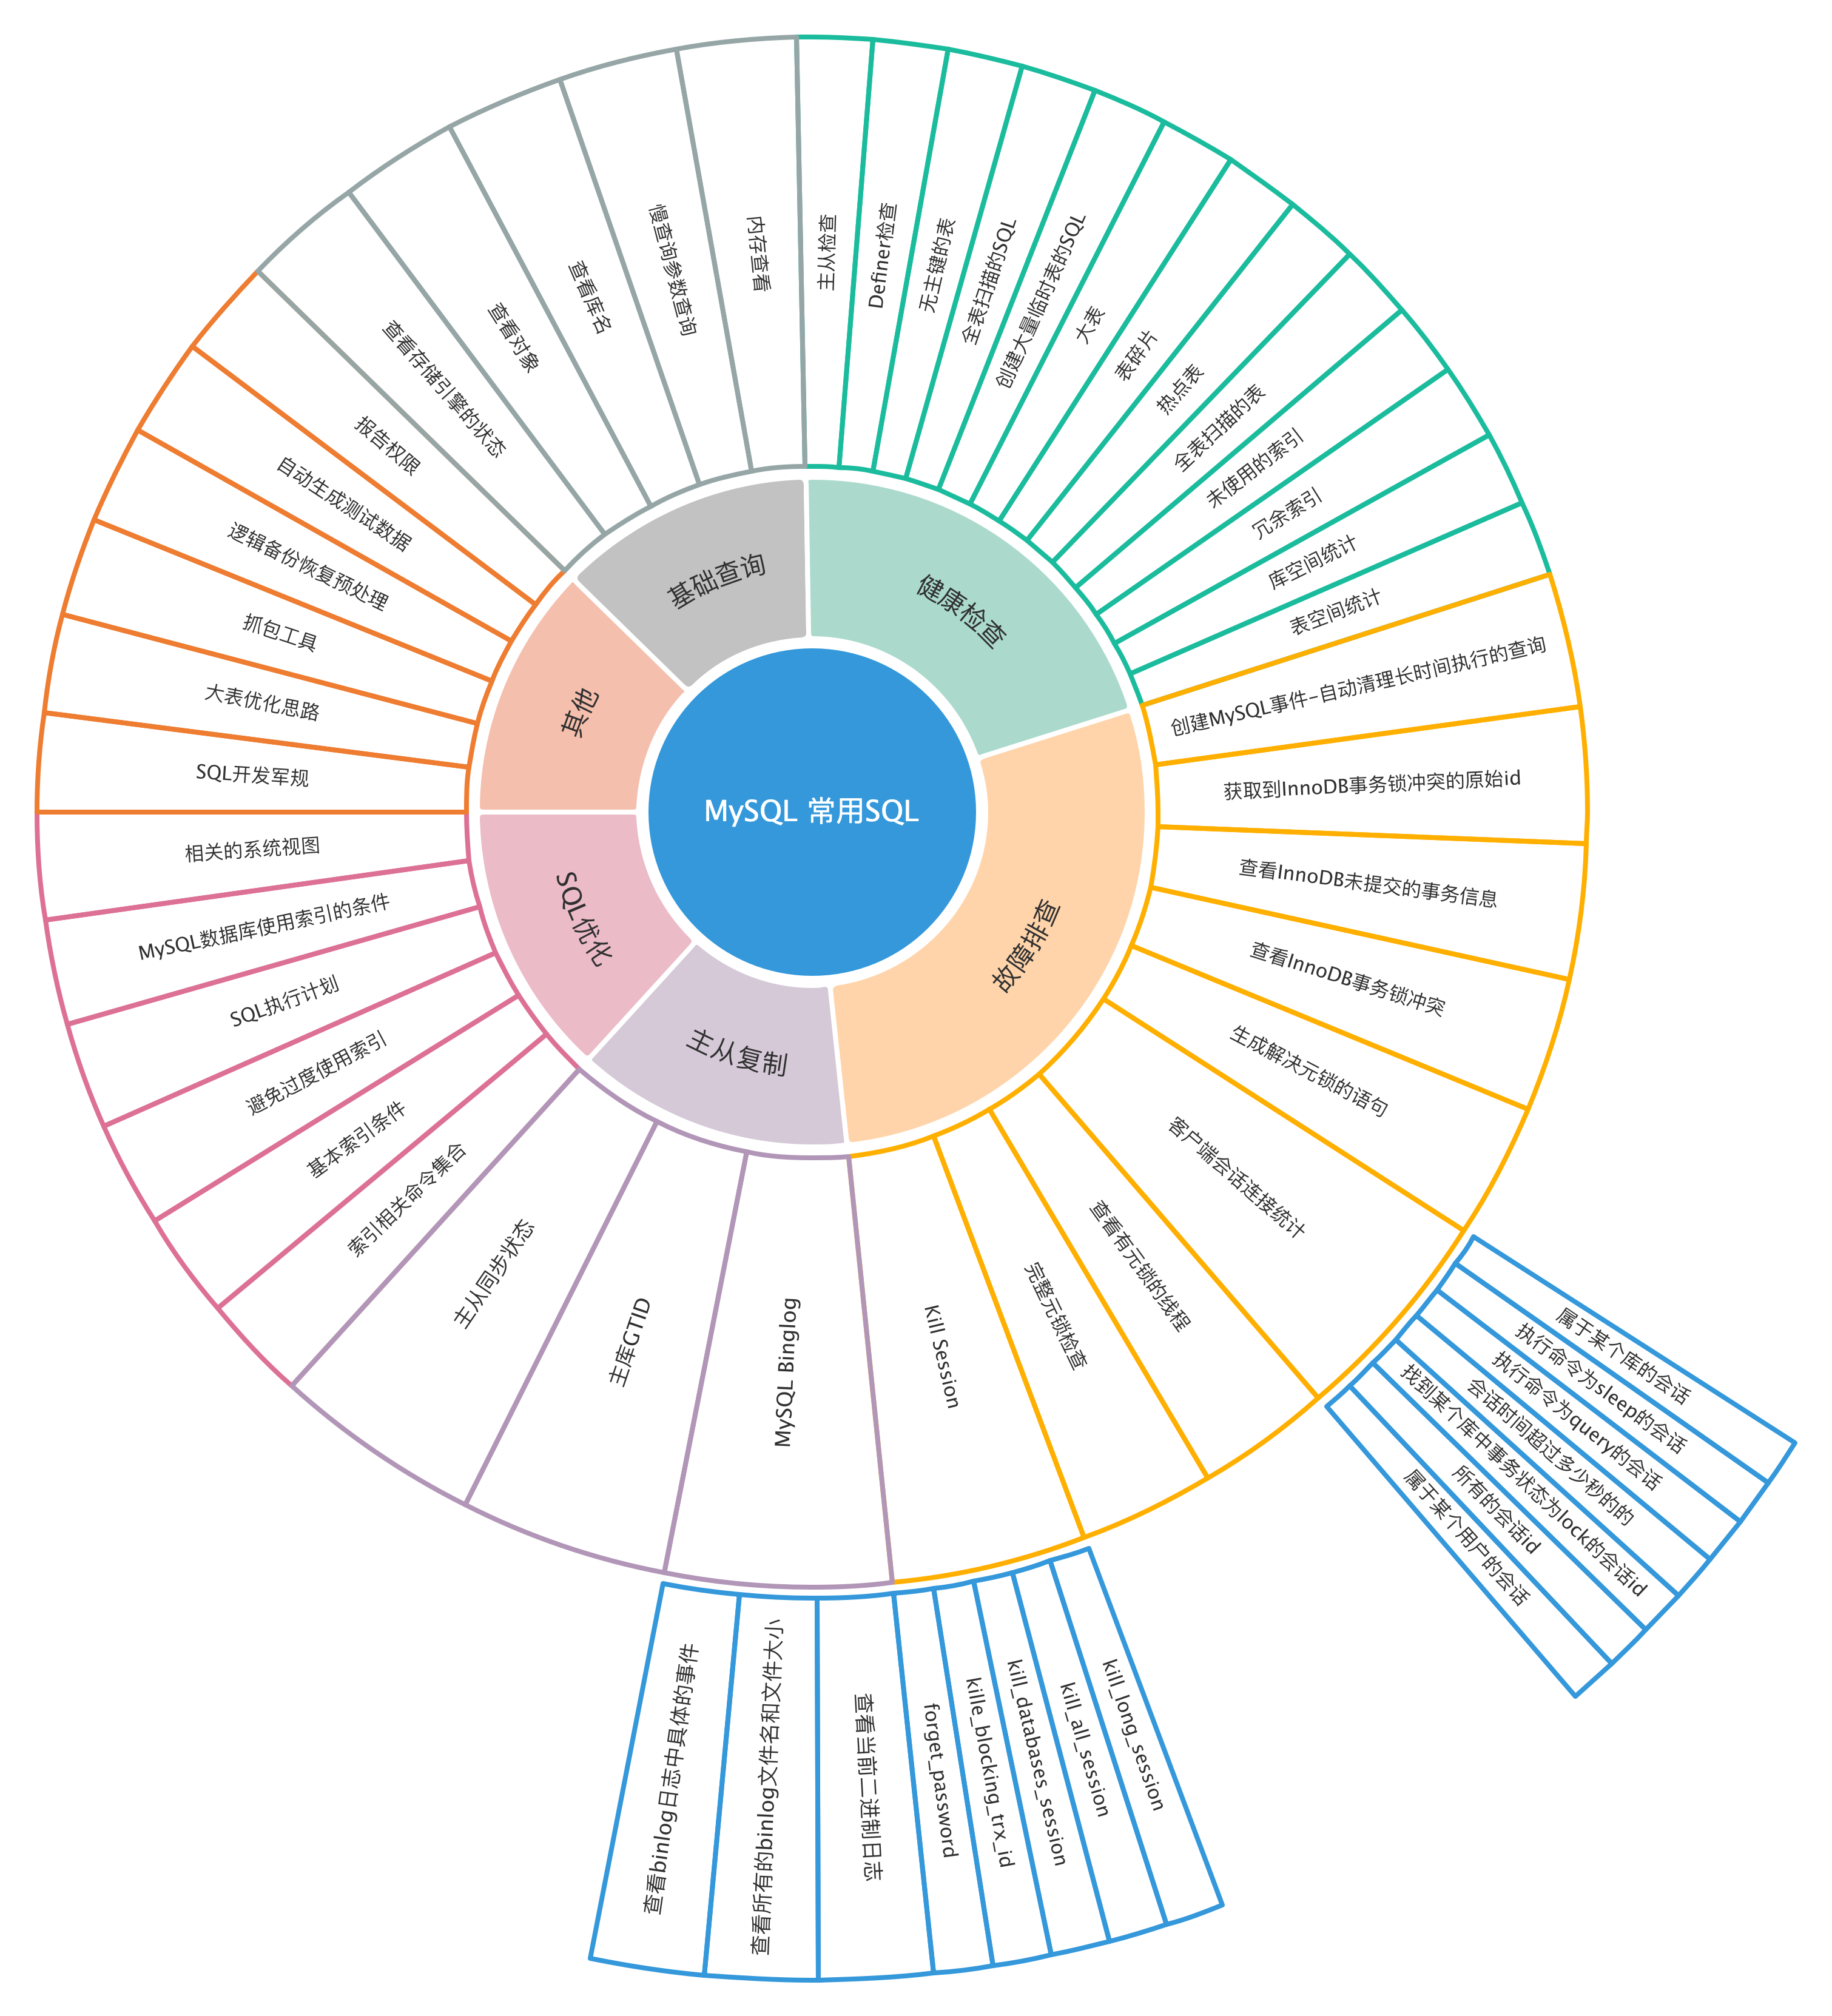 MySQL 常用SQL
健康检查
主从检查
Definer检查
无主键的表
全表扫描的SQL
创建大量临时表的SQL
大表
表碎片
热点表
全表扫描的表
未使用的索引
冗余索引
库空间统计
表空间统计
故障排查
创建MySQL事件-自动清理长时间执行的查询
获取到InnoDB事务锁冲突的原始id
查看InnoDB未提交的事务信息
查看InnoDB事务锁冲突
生成解决元锁的语句
客户端会话连接统计
属于某个库的会话
执行命令为sleep的会话
执行命令为query的会话
会话时间超过多少秒的的
找到某个库中事务状态为lock的会话id
所有的会话id
属于某个用户的会话
查看有元锁的线程
完整元锁检查
Kill Session
kill_long_session
kill_all_session
kill_databases_session
kille_blocking_trx_id
forget_password
主从复制
MySQL Binglog
查看当前二进制日志
查看所有的binlog文件名和文件大小
查看binlog日志中具体的事件
主库GTID
主从同步状态
SQL优化
索引相关命令集合
基本索引条件
避免过度使用索引
SQL执行计划
MySQL数据库使用索引的条件
相关的系统视图
其他
SQL开发军规
大表优化思路
抓包工具
逻辑备份恢复预处理
自动生成测试数据
报告权限
基础查询
查看存储引擎的状态
查看对象
查看库名
慢查询参数查询
内存查看